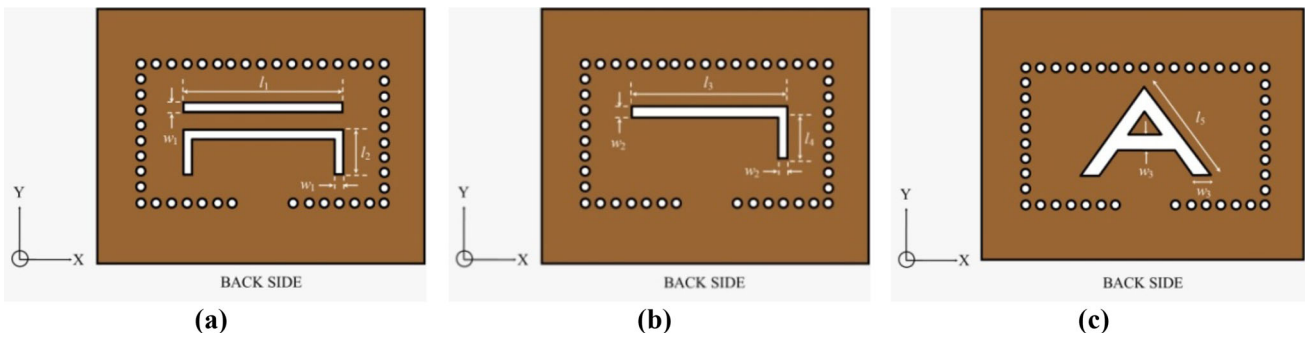 l₁
w₁
l₂
w₁
Y
X
BACK SIDE
(a)
l₃
w₂
l₄
w₂
Y
X
BACK SIDE
(b)
l₅
w₃
w₃
Y
X
BACK SIDE
(c)